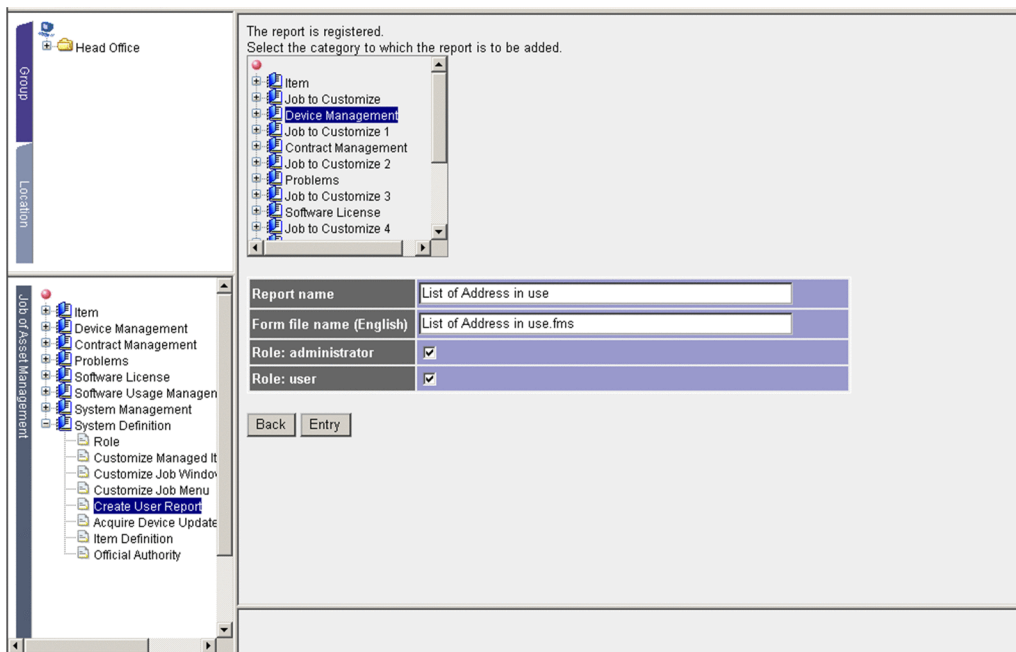 Group
Location
Head Office
Job of Asset Management
Item
Device Management
Contract Management
Problems
Software License
Software Usage Managen
System Management
System Definition
Role
Customize Managed It
Customize Job Window
Customize Job Menu
Create User Report
Acquire Device Update
Item Definition
Official Authority
The report is registered.
Select the category to which the report is to be added.
Item
Job to Customize
Device Management
Job to Customize 1
Contract Management
Job to Customize 2
Problems
Job to Customize 3
Software License
Job to Customize 4
Report name
List of Address in use
Form file name (English)
List of Address in use.fms
Role: administrator
Role: user
Back Entry